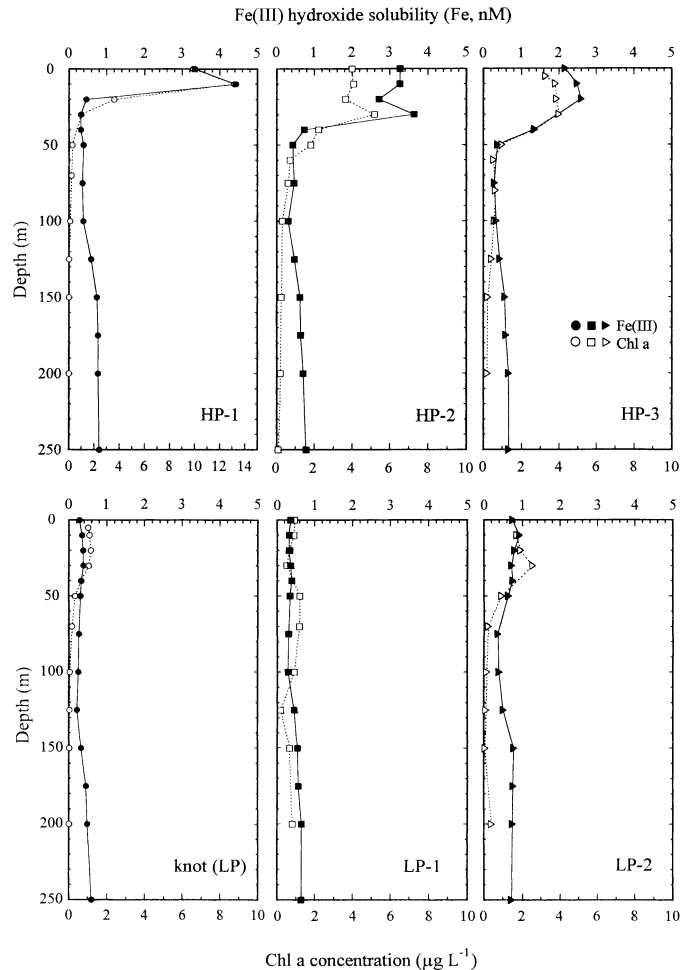 Fe(III) hydroxide solubility (Fe, nM)
0 1 2 3 4 5 0 1 2 3 4 5 0 1 2 3 4 5
0
50
100
150
200
250
Depth (m)
Fe(III)
Chl a
HP-1 HP-2 HP-3
0 2 4 6 8 10 13 14 0 2 4 6 8 10 0 2 4 6 8 10
0 1 2 3 4 5 0 1 2 3 4 5 0 1 2 3 4 5
0
50
100
150
200
250
Depth (m)
knot (LP) LP-1 LP-2
0 2 4 6 8 10 0 2 4 6 8 10 0 2 4 6 8 10
Chl a concentration (μg L⁻¹)